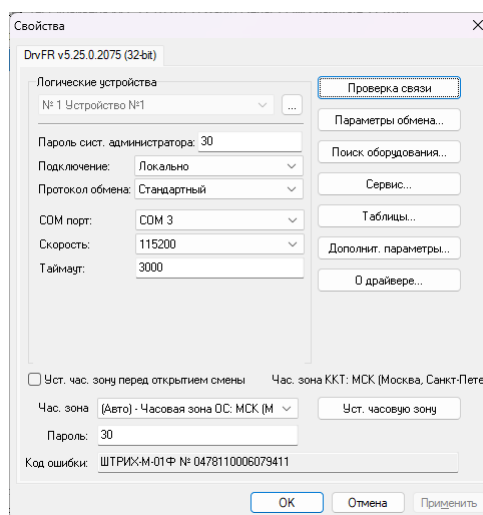 Свойства
DrvFR v5.25.0.2075 (32-bit)
Логические устройства
№ 1 Устройство №1
...
Проверка связи
Параметры обмена...
Пароль сист. администратора: 30
Поиск оборудования...
Подключение: Локально
Протокол обмена: Стандартный
Сервис...
COM порт: COM 3
Таблицы...
Скорость: 115200
Дополнит. параметры...
Таймаут: 3000
О драйвере...
Уст. час. зону перед открытием смены Час. зона ККТ: МСК (Москва, Санкт-Пете
Час. зона (Авто) - Часовая зона ОС: МСК (М Уст. часовую зону
Пароль: 30
Код ошибки: ШТРИХ-М-01Ф № 0478110006079411
OK Отмена Применить